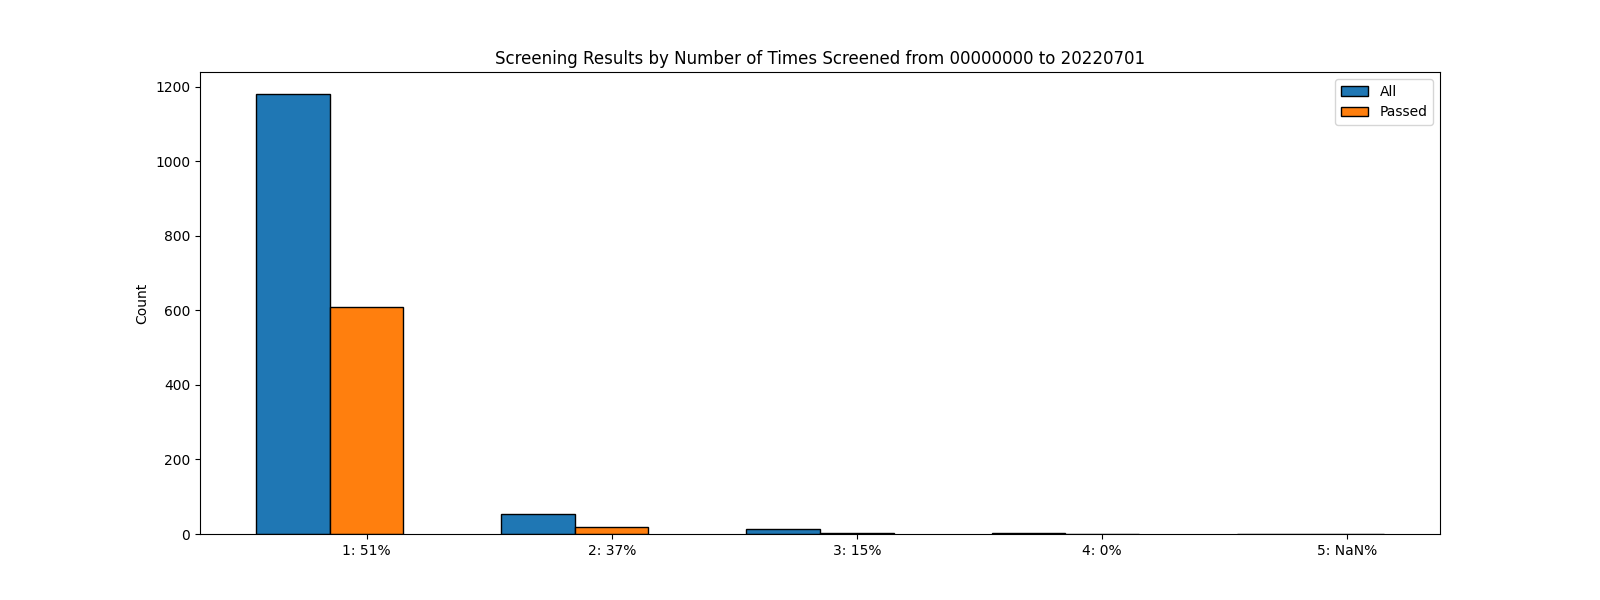 Screening Results by Number of Times Screened from 00000000 to 20220701
All
Passed
Count
1200
1000
800
600
400
200
0
1: 51%
2: 37%
3: 15%
4: 0%
5: NaN%